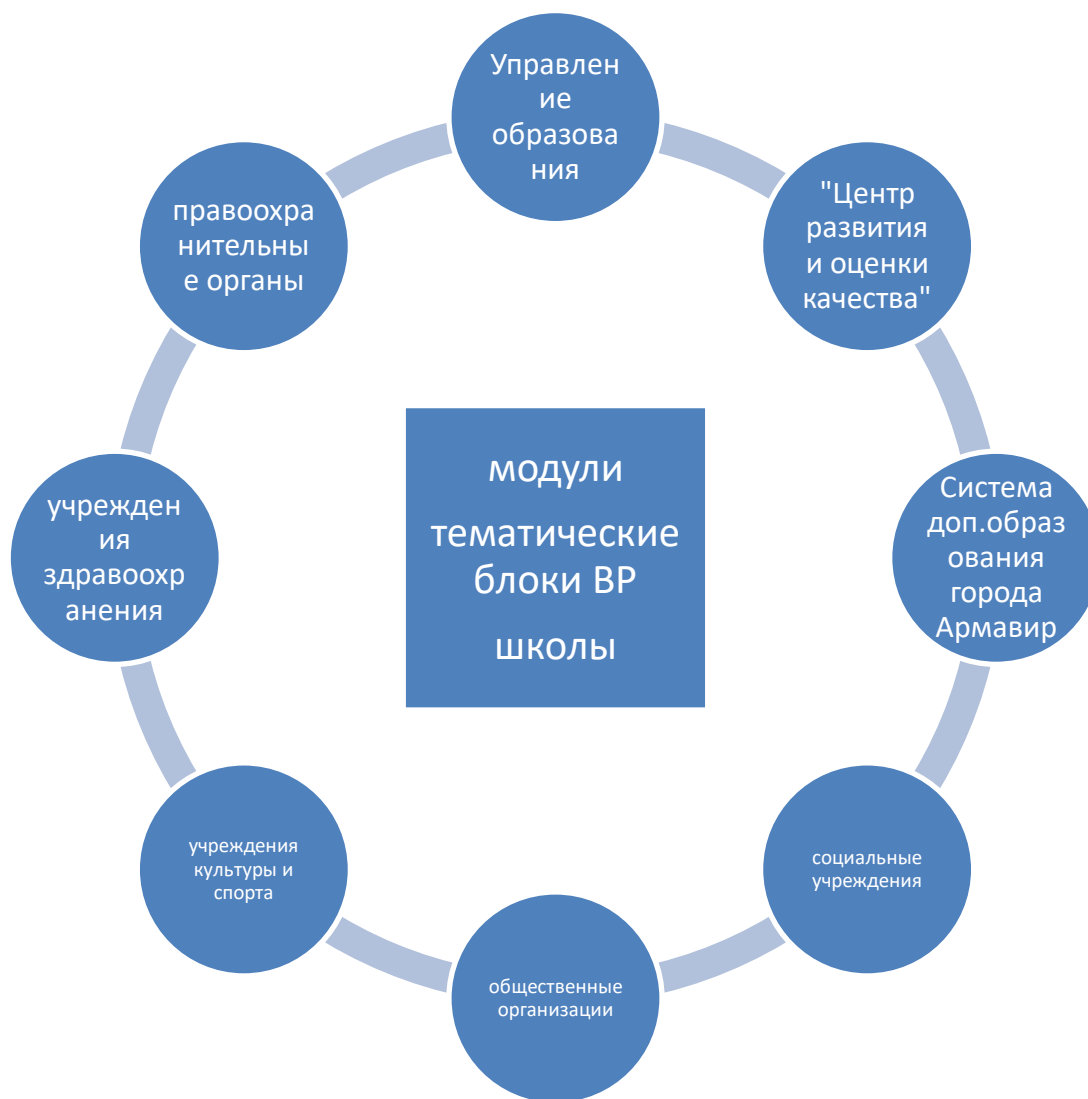 Управлен
ие
образова
ния
"Центр
развития
и оценки
качества"
Система
доп.образ
ования
города
Армавир
социальные
учреждения
общественные
организации
учреждения
культуры и
спорта
учрежден
ия
здравоохр
анения
правоохра
нительны
е органы
модули
тематические
блоки ВР
школы